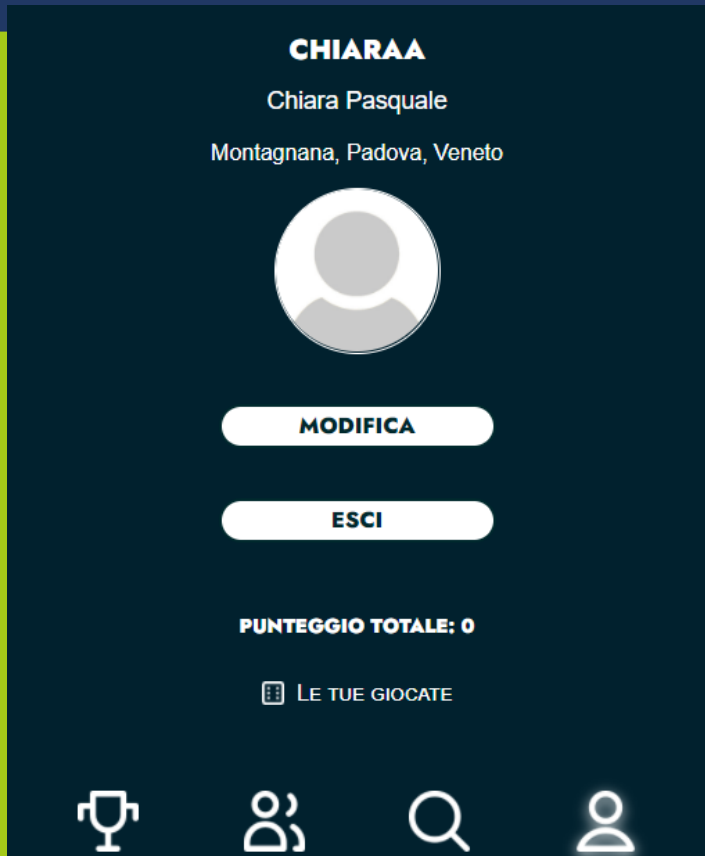 CHIARAA
Chiara Pasquale
Montagnana, Padova, Veneto
MODIFICA
ESCI
PUNTEGGIO TOTALE: 0
LE TUE GIOCATE